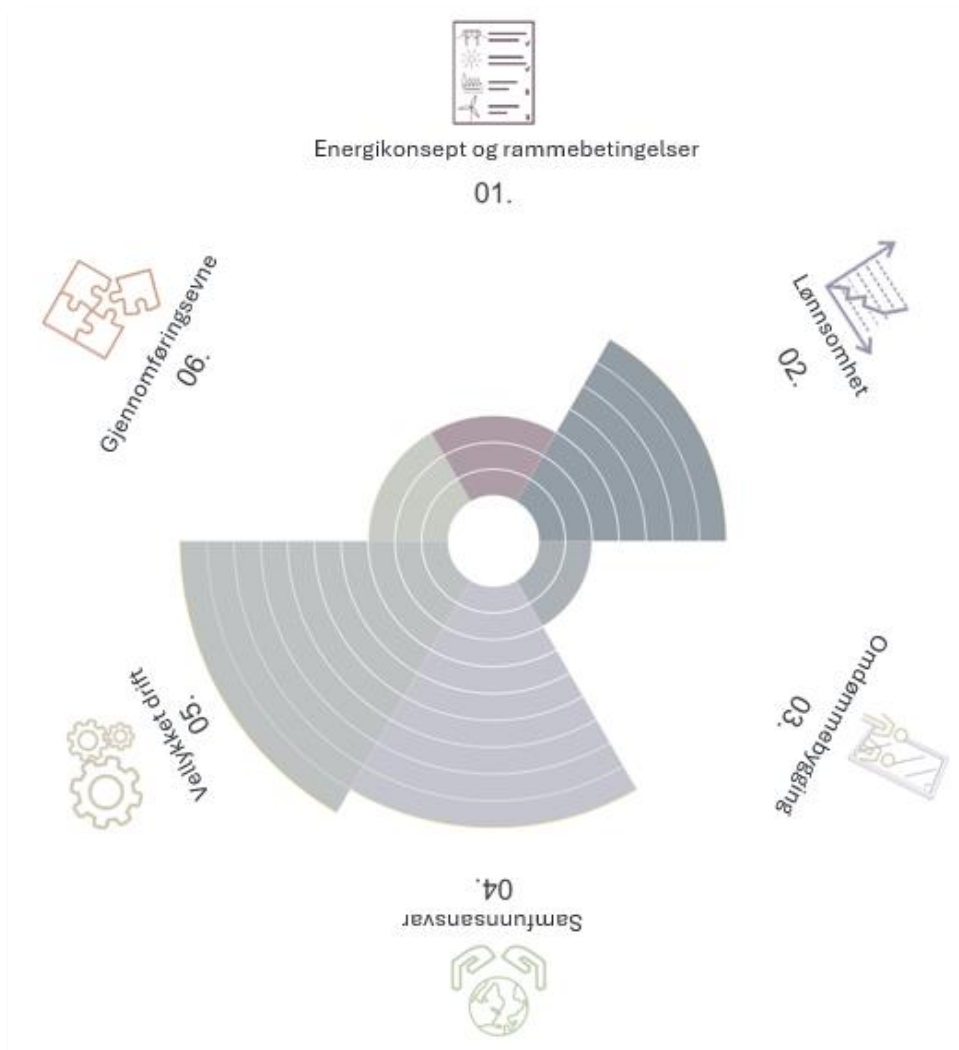 Energikonsept og rammebetingelser
01.
Lønnsomhet
02.
Omdømmebygging
03.
04.
Samfunnsansvar
05.
Vellykket drift
Gjennomføringsevne
06.